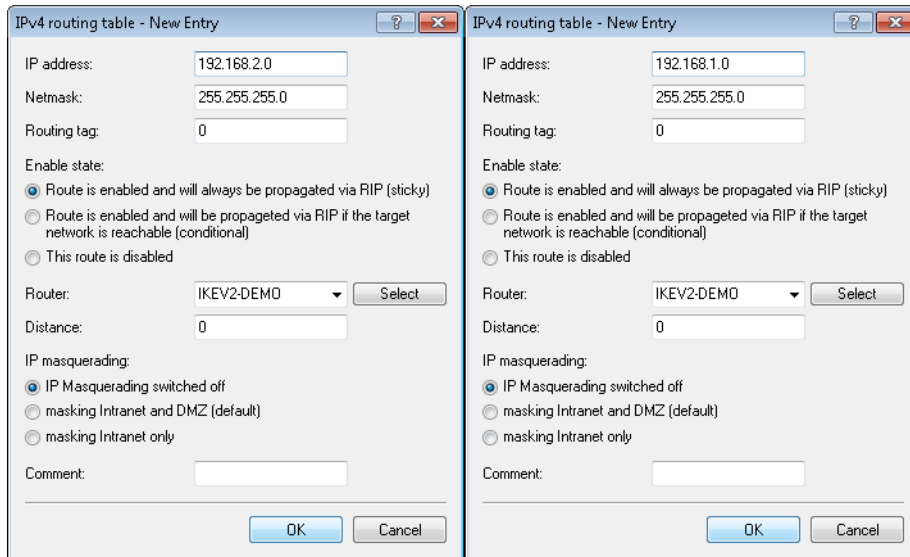 IPv4 routing table - New Entry
IP address: 192.168.2.0
Netmask: 255.255.255.0
Routing tag: 0
Enable state:
Route is enabled and will always be propagated via RIP (sticky)
Route is enabled and will be propageted via RIP if the target
network is reachable (conditional)
This route is disabled
Router: IKEV2-DEMO Select
Distance: 0
IP masquerading:
IP Masquerading switched off
masking Intranet and DMZ (default)
masking Intranet only
Comment:
OK Cancel
IPv4 routing table - New Entry
IP address: 192.168.1.0
Netmask: 255.255.255.0
Routing tag: 0
Enable state:
Route is enabled and will always be propagated via RIP (sticky)
Route is enabled and will be propageted via RIP if the target
network is reachable (conditional)
This route is disabled
Router: IKEV2-DEMO Select
Distance: 0
IP masquerading:
IP Masquerading switched off
masking Intranet and DMZ (default)
masking Intranet only
Comment:
OK Cancel